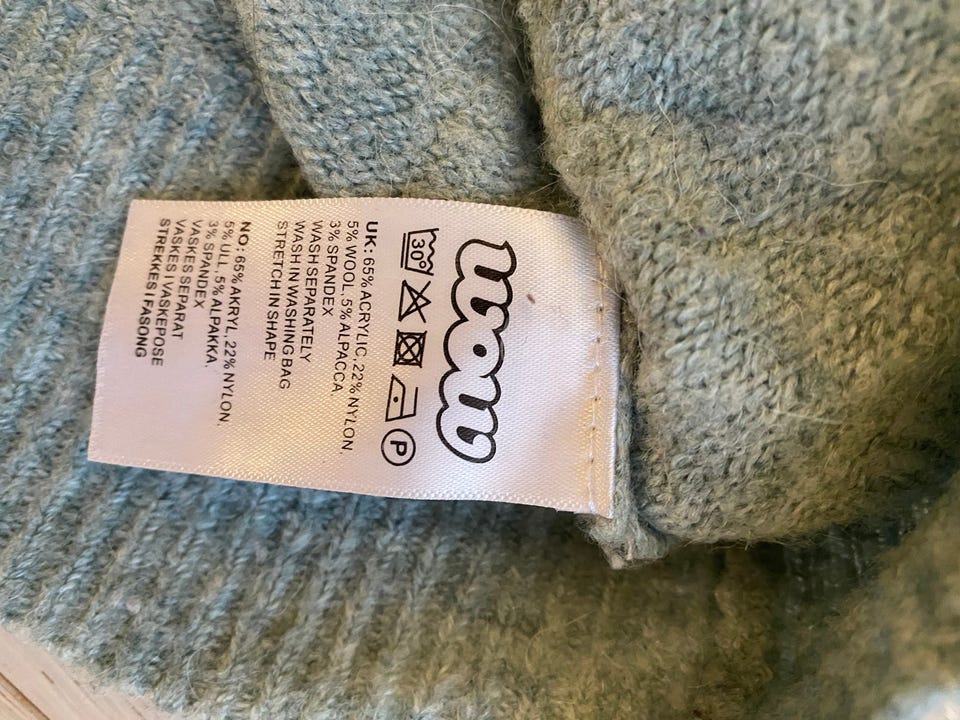 30° P
UK: 65% ACRYLIC, 22% NYLON
5% WOOL, 5% ALPACCA,
3% SPANDEX
WASH SEPARATELY
WASH IN WASHING BAG
STRETCH IN SHAPE
NO: 65% AKRYL, 22% NYLON,
5% ULL, 5% ALPAKKA,
3% SPANDEX
VASKES SEPARAT
VASKES I VASKEPOSE
STREKKES I FASONG